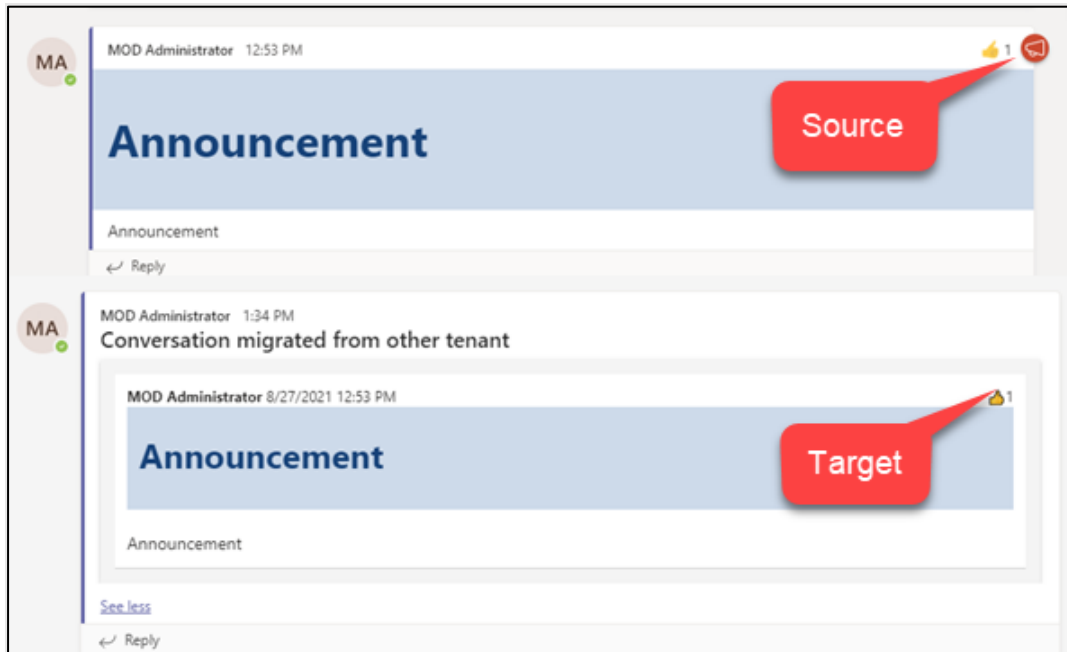 MA
MOD Administrator 12:53 PM
👍 1
Source
Announcement
Announcement
Reply
MA
MOD Administrator 1:34 PM
Conversation migrated from other tenant
MOD Administrator 8/27/2021 12:53 PM
👍1
Announcement
Target
Announcement
See less
Reply